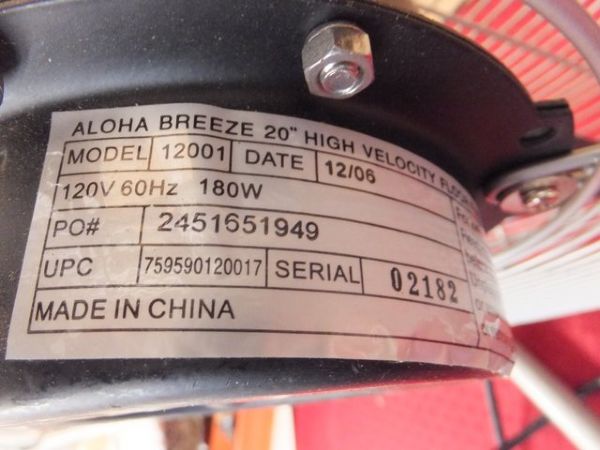 ALOHA BREEZE 20" HIGH VELOCITY
MODEL 12001 DATE 12/06
120V 60Hz 180W
PO# 2451651949
UPC 759590120017 SERIAL 02182
MADE IN CHINA